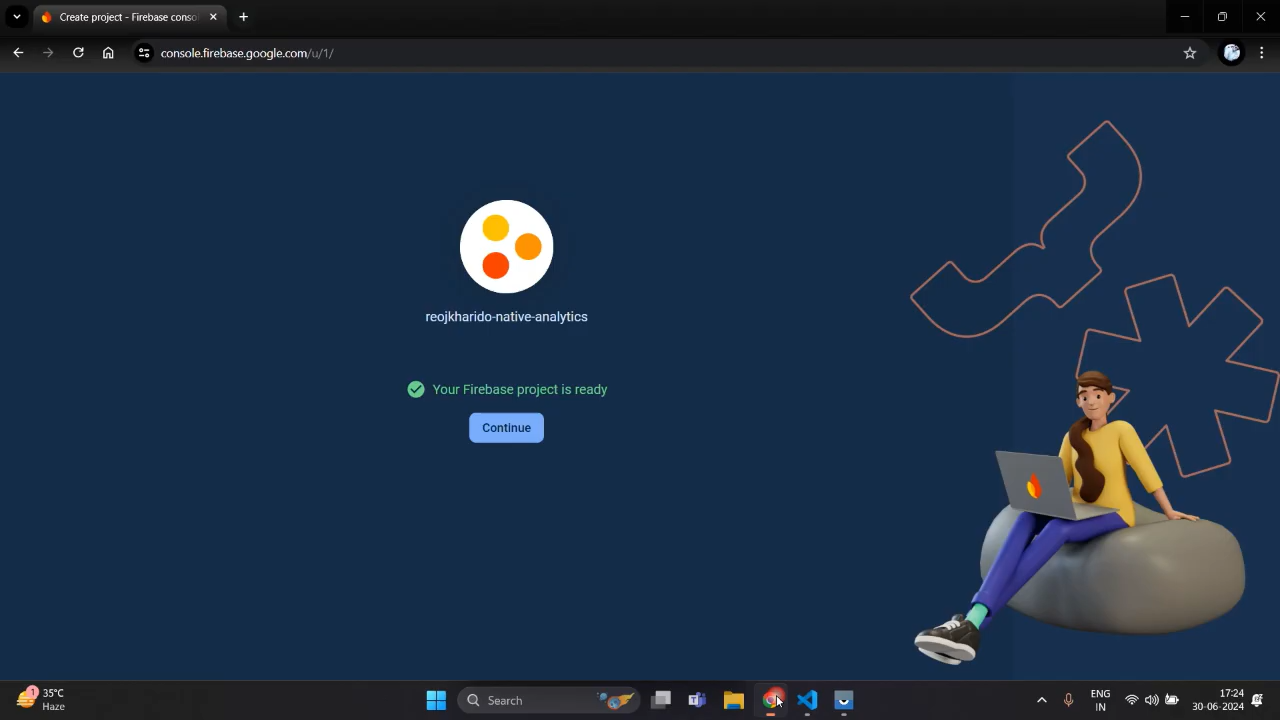 Create project - Firebase conso
console.firebase.google.com/u/1/
reojkharido-native-analytics
Your Firebase project is ready
Continue
1
35°C
Haze
Search
ENG
IN
17:24
30-06-2024